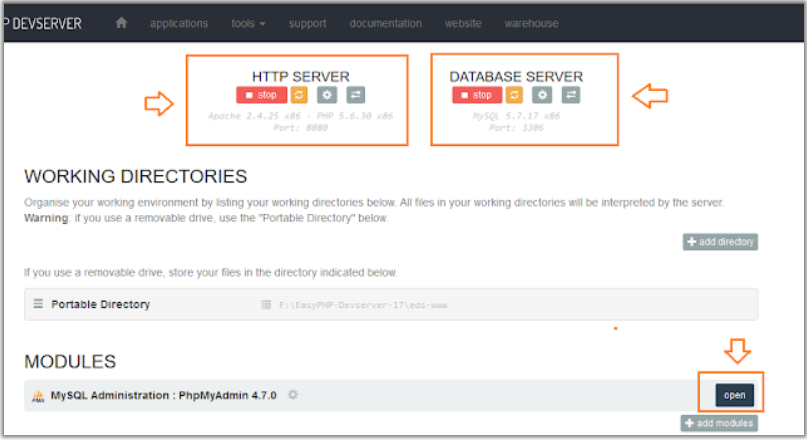 P DEVSERVER applications tools support documentation website warehouse
HTTP SERVER
stop
Apache 2.4.25 x86 - PHP 5.6.30 x86
Port: 8080
DATABASE SERVER
stop
MySQL 5.7.17 x86
Port: 3306
WORKING DIRECTORIES
Organise your working environment by listing your working directories below. All files in your working directories will be interpreted by the server.
Warning: if you use a removable drive, use the "Portable Directory" below.
+ add directory
If you use a removable drive, store your files in the directory indicated below.
Portable Directory F:\EasyPHP-Devserver-17\eds-www
MODULES
PMA MySQL Administration : PhpMyAdmin 4.7.0 open
+ add modules